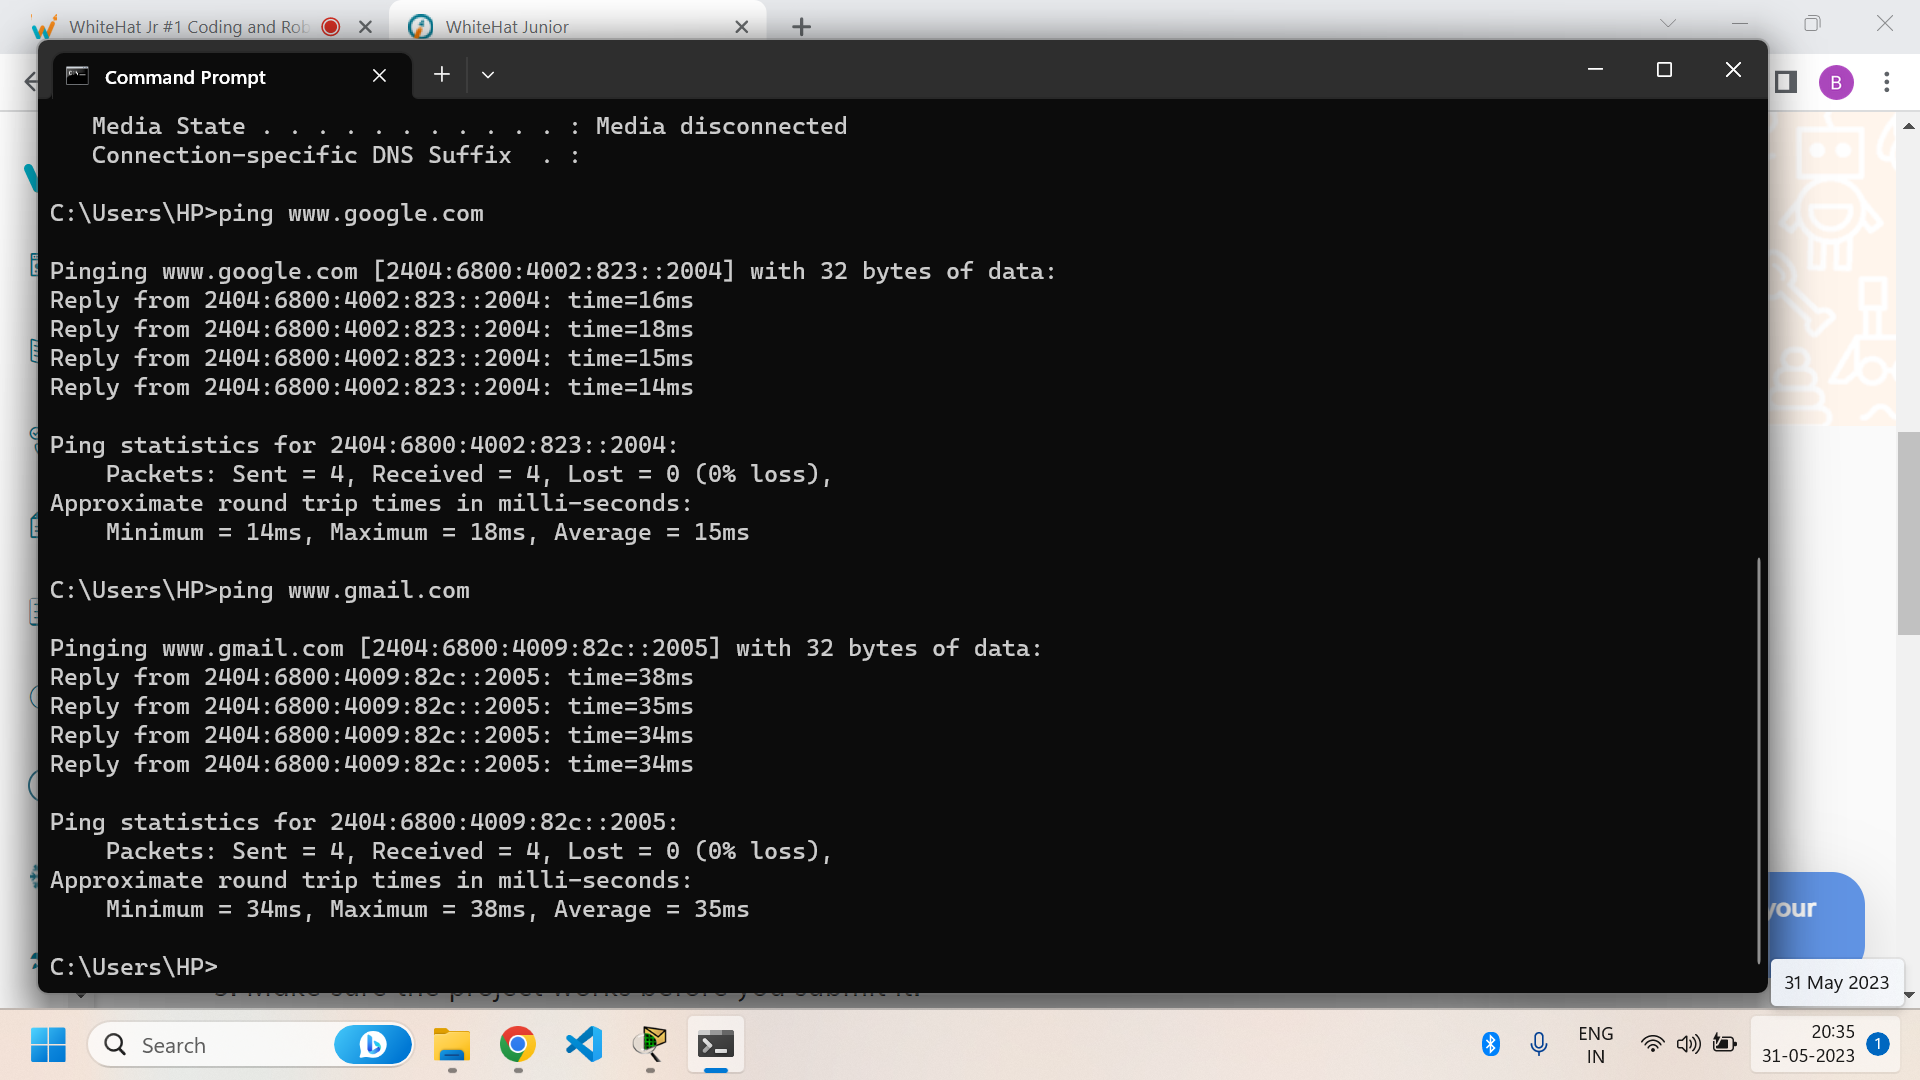 WhiteHat Jr #1 Coding and Rob
WhiteHat Junior
Command Prompt
B
Media State . . . . . . . . . . . : Media disconnected
Connection-specific DNS Suffix  . :
C:\Users\HP>ping www.google.com
Pinging www.google.com [2404:6800:4002:823::2004] with 32 bytes of data:
Reply from 2404:6800:4002:823::2004: time=16ms
Reply from 2404:6800:4002:823::2004: time=18ms
Reply from 2404:6800:4002:823::2004: time=15ms
Reply from 2404:6800:4002:823::2004: time=14ms
Ping statistics for 2404:6800:4002:823::2004:
Packets: Sent = 4, Received = 4, Lost = 0 (0% loss),
Approximate round trip times in milli-seconds:
Minimum = 14ms, Maximum = 18ms, Average = 15ms
C:\Users\HP>ping www.gmail.com
Pinging www.gmail.com [2404:6800:4009:82c::2005] with 32 bytes of data:
Reply from 2404:6800:4009:82c::2005: time=38ms
Reply from 2404:6800:4009:82c::2005: time=35ms
Reply from 2404:6800:4009:82c::2005: time=34ms
Reply from 2404:6800:4009:82c::2005: time=34ms
Ping statistics for 2404:6800:4009:82c::2005:
Packets: Sent = 4, Received = 4, Lost = 0 (0% loss),
Approximate round trip times in milli-seconds:
Minimum = 34ms, Maximum = 38ms, Average = 35ms
your
C:\Users\HP>
31 May 2023
Make sure the project works before you submit it.
Search
ENG
IN
20:35
31-05-2023
1